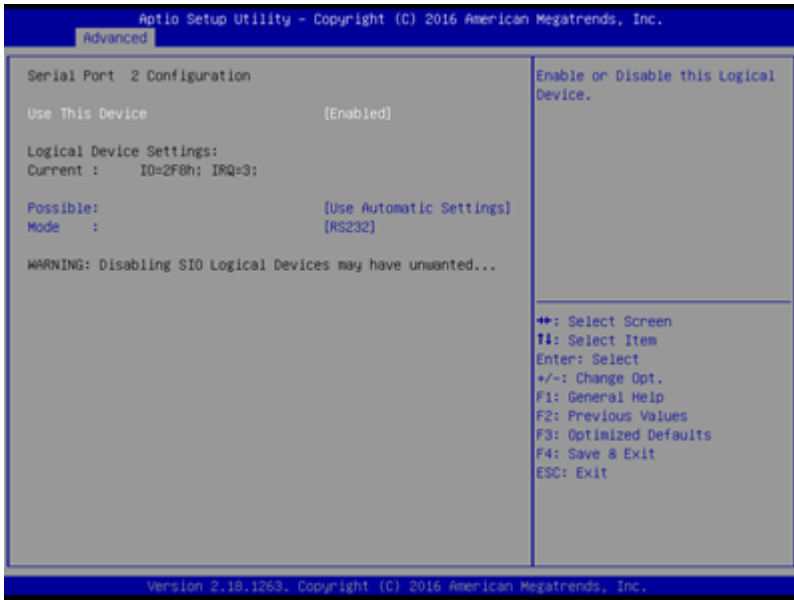 Aptio Setup Utility - Copyright (C) 2016 American Megatrends, Inc.
Advanced
Serial Port 2 Configuration
Use This Device [Enabled]
Logical Device Settings:
Current : IO=2F8h; IRQ=3;
Possible: [Use Automatic Settings]
Mode : [RS232]
WARNING: Disabling SIO Logical Devices may have unwanted...
Enable or Disable this Logical
Device.
→←: Select Screen
↑↓: Select Item
Enter: Select
+/-: Change Opt.
F1: General Help
F2: Previous Values
F3: Optimized Defaults
F4: Save & Exit
ESC: Exit
Version 2.18.1263. Copyright (C) 2016 American Megatrends, Inc.